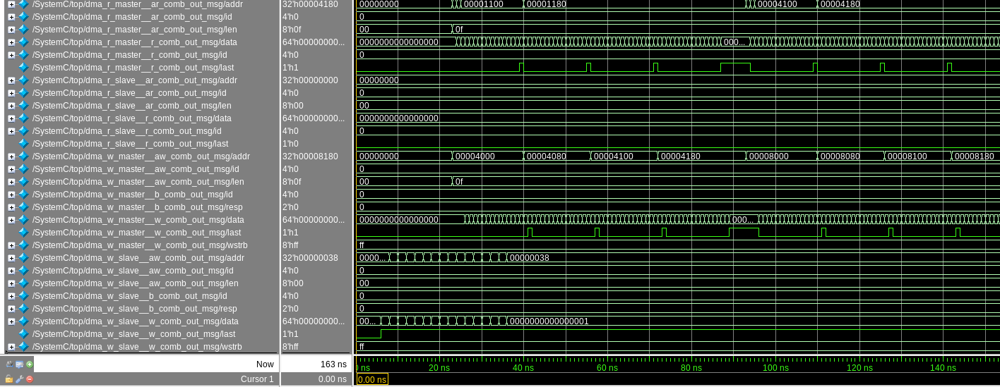 /SystemC/top/dma_r_master__ar_comb_out_msg/addr 32'h00004180 00000000 00001100 00001180 00004100 00004180
/SystemC/top/dma_r_master__ar_comb_out_msg/id 4'h0 0
/SystemC/top/dma_r_master__ar_comb_out_msg/len 8'h0f 00 0f
/SystemC/top/dma_r_master__r_comb_out_msg/data 64'h00000000... 0000000000000000 000...
/SystemC/top/dma_r_master__r_comb_out_msg/id 4'h0 0
/SystemC/top/dma_r_master__r_comb_out_msg/last 1'h1
/SystemC/top/dma_r_slave__ar_comb_out_msg/addr 32'h00000000 00000000
/SystemC/top/dma_r_slave__ar_comb_out_msg/id 4'h0 0
/SystemC/top/dma_r_slave__ar_comb_out_msg/len 8'h00 00
/SystemC/top/dma_r_slave__r_comb_out_msg/data 64'h00000000... 0000000000000000
/SystemC/top/dma_r_slave__r_comb_out_msg/id 4'h0 0
/SystemC/top/dma_r_slave__r_comb_out_msg/last 1'h0
/SystemC/top/dma_w_master__aw_comb_out_msg/addr 32'h00008180 00000000 00004000 00004080 00004100 00004180 00008000 00008080 00008100 00008180
/SystemC/top/dma_w_master__aw_comb_out_msg/id 4'h0 0
/SystemC/top/dma_w_master__aw_comb_out_msg/len 8'h0f 00 0f
/SystemC/top/dma_w_master__b_comb_out_msg/id 4'h0 0
/SystemC/top/dma_w_master__b_comb_out_msg/resp 2'h0 0
/SystemC/top/dma_w_master__w_comb_out_msg/data 64'h00000000... 0000000000000000 000...
/SystemC/top/dma_w_master__w_comb_out_msg/last 1'h1
/SystemC/top/dma_w_master__w_comb_out_msg/wstrb 8'hff ff
/SystemC/top/dma_w_slave__aw_comb_out_msg/addr 32'h00000038 0000... 00000038
/SystemC/top/dma_w_slave__aw_comb_out_msg/id 4'h0 0
/SystemC/top/dma_w_slave__aw_comb_out_msg/len 8'h00 00
/SystemC/top/dma_w_slave__b_comb_out_msg/id 4'h0 0
/SystemC/top/dma_w_slave__b_comb_out_msg/resp 2'h0 0
/SystemC/top/dma_w_slave__w_comb_out_msg/data 64'h00000000... 00... 0000000000000001
/SystemC/top/dma_w_slave__w_comb_out_msg/last 1'h1
/SystemC/top/dma_w_slave__w_comb_out_msg/wstrb 8'hff ff
Now 163 ns ns 20 ns 40 ns 60 ns 80 ns 100 ns 120 ns 140 ns
Cursor 1 0.00 ns 0.00 ns